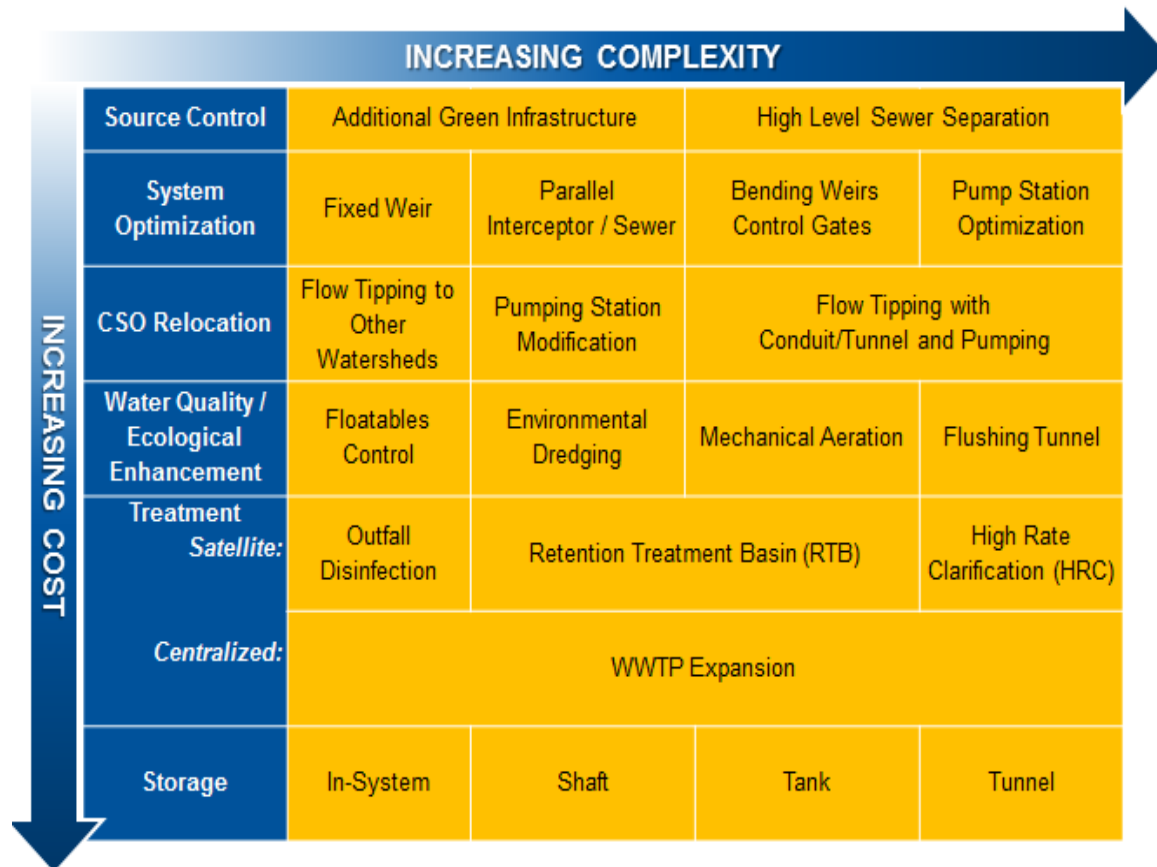 INCREASING COMPLEXITY
INCREASING COST
Source Control
Additional Green Infrastructure
High Level Sewer Separation
System
Optimization
Fixed Weir
Parallel
Interceptor / Sewer
Bending Weirs
Control Gates
Pump Station
Optimization
CSO Relocation
Flow Tipping to
Other
Watersheds
Pumping Station
Modification
Flow Tipping with
Conduit/Tunnel and Pumping
Water Quality /
Ecological
Enhancement
Floatables
Control
Environmental
Dredging
Mechanical Aeration
Flushing Tunnel
Treatment
Satellite:
Outfall
Disinfection
Retention Treatment Basin (RTB)
High Rate
Clarification (HRC)
Centralized:
WWTP Expansion
Storage
In-System
Shaft
Tank
Tunnel